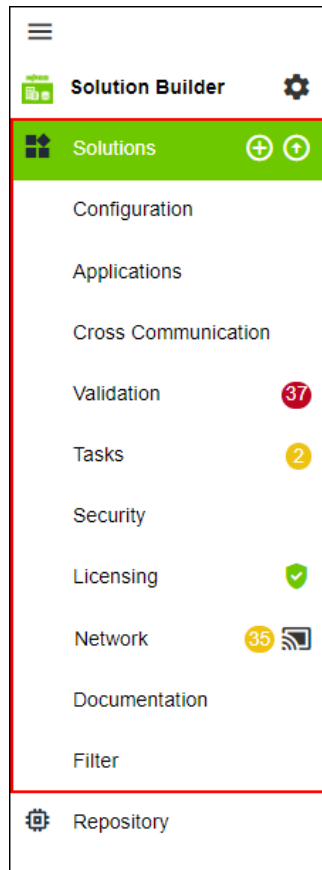 Solution Builder
Solutions
Configuration
Applications
Cross Communication
Validation 37
Tasks 2
Security
Licensing
Network 35
Documentation
Filter
Repository